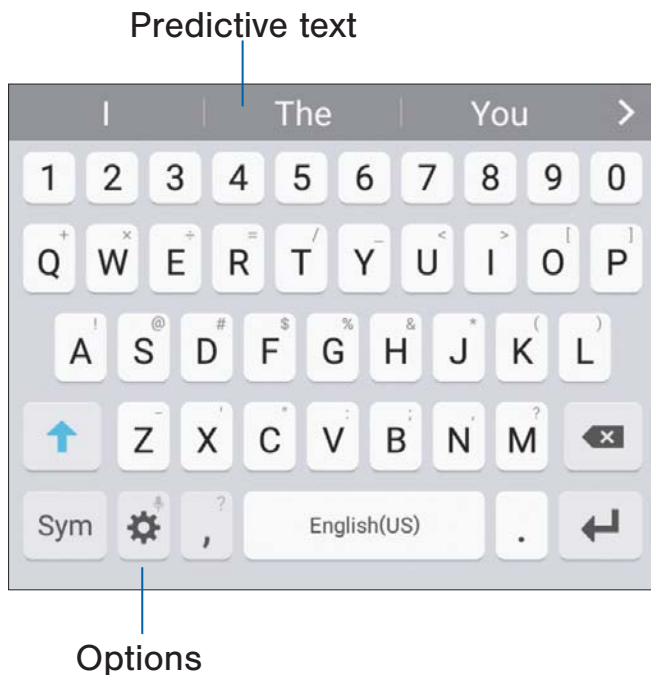 Predictive text
I The You >
1 2 3 4 5 6 7 8 9 0
+ × ÷ = / _ < > [ ]
Q W E R T Y U I O P
! @ # $ % & * ( )
A S D F G H J K L
- ' " : ; , ?
Z X C V B N M
?
Sym , English(US) .
Options